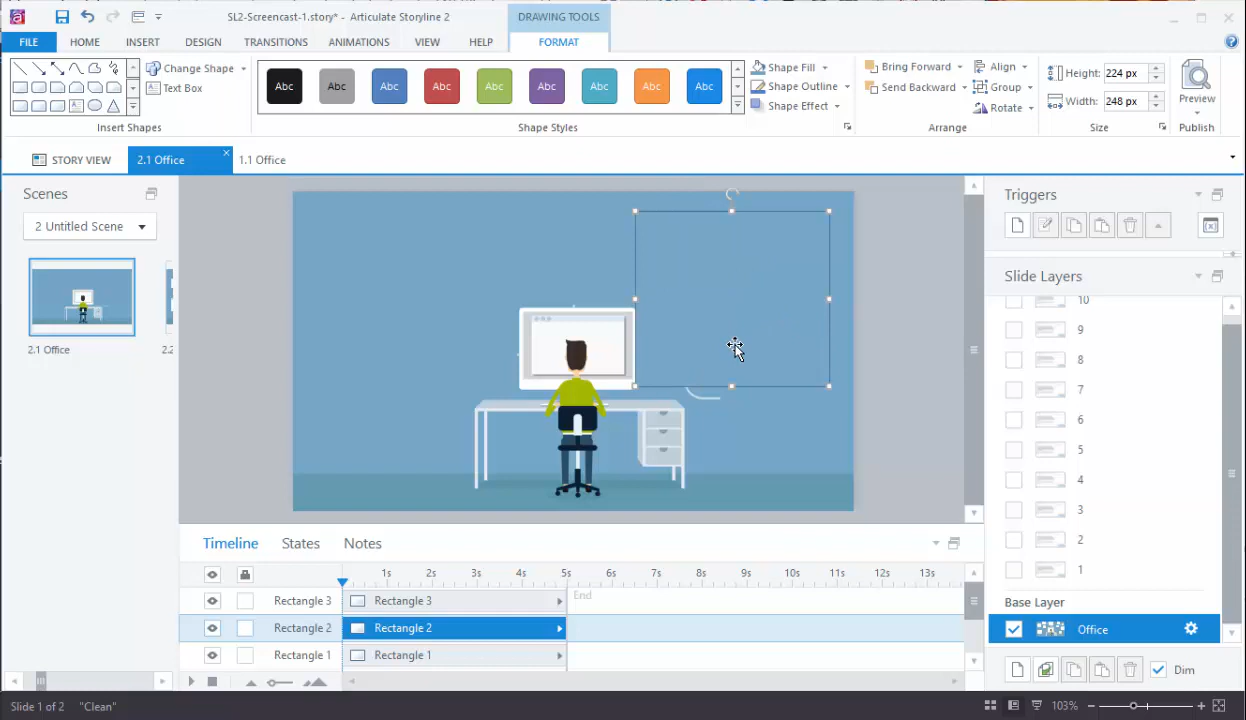 SL2-Screencast-1.story* - Articulate Storyline 2
DRAWING TOOLS
FILE HOME INSERT DESIGN TRANSITIONS ANIMATIONS VIEW HELP FORMAT
Change Shape
Text Box
Insert Shapes
Abc Abc Abc Abc Abc Abc Abc Abc Abc
Shape Fill
Shape Outline
Shape Effect
Shape Styles
Bring Forward
Send Backward
Align
Group
Rotate
Arrange
Height: 224 px
Width: 248 px
Size
Preview
Publish
STORY VIEW 2.1 Office 1.1 Office
Scenes
2 Untitled Scene
2.1 Office
2.2
Triggers
Slide Layers
10
9
8
7
6
5
4
3
2
1
Base Layer
Office
Dim
Timeline States Notes
1s 2s 3s 4s 5s 6s 7s 8s 9s 10s 11s 12s 13s
Rectangle 3 Rectangle 3 End
Rectangle 2 Rectangle 2
Rectangle 1 Rectangle 1
Slide 1 of 2 "Clean" 103%